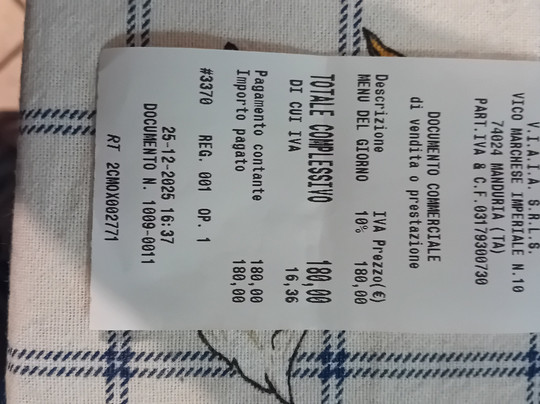 V.I.A.I.A. S.R.L.S.
VICO MARCHESE IMPERIALE N.10
74024 MANDURIA (TA)
PART.IVA & C.F.03179300730
DOCUMENTO COMMERCIALE
di vendita o prestazione
Descrizione IVA Prezzo(€)
MENU DEL GIORNO 10% 180,00
TOTALE COMPLESSIVO 180,00
DI CUI IVA 16,36
Pagamento contante 180,00
Importo pagato 180,00
#3370 REG. 001 OP. 1
25-12-2025 16:37
DOCUMENTO N. 1009-0011
RT 2CMOX002771